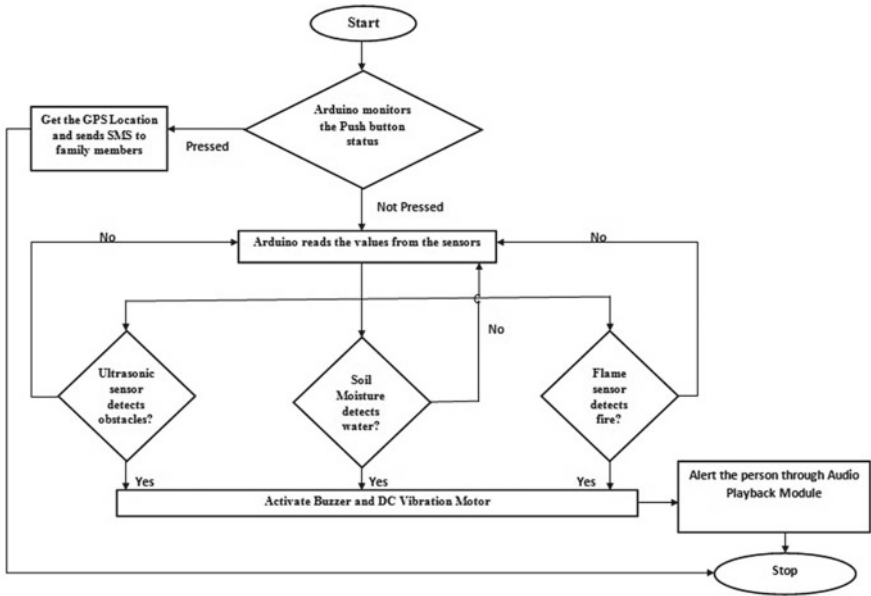 Start
Arduino monitors
the Push button
status
Get the GPS Location
and sends SMS to
family members
Pressed
Not Pressed
No
Arduino reads the values from the sensors
No
No
Ultrasonic
sensor
detects
obstacles?
Soil
Moisture
detects
water?
Flame
sensor
detects
fire?
Yes
Yes
Yes
Activate Buzzer and DC Vibration Motor
Alert the person through Audio
Playback Module
Stop